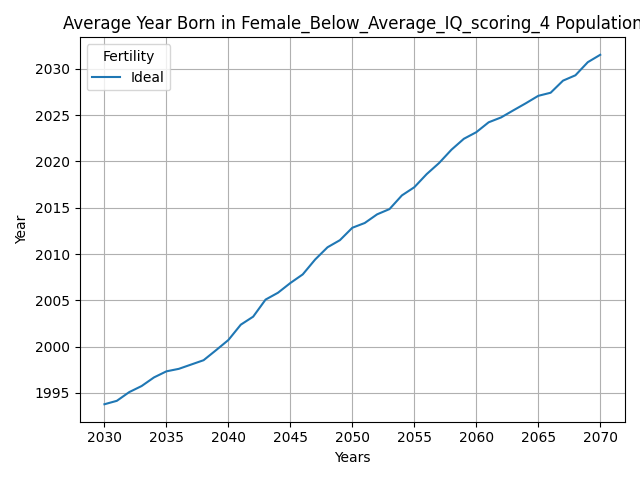 Average Year Born in Female_Below_Average_IQ_scoring_4 Population
Fertility
Ideal
2030
2025
2020
2015
2010
2005
2000
1995
Year
2030 2035 2040 2045 2050 2055 2060 2065 2070
Years